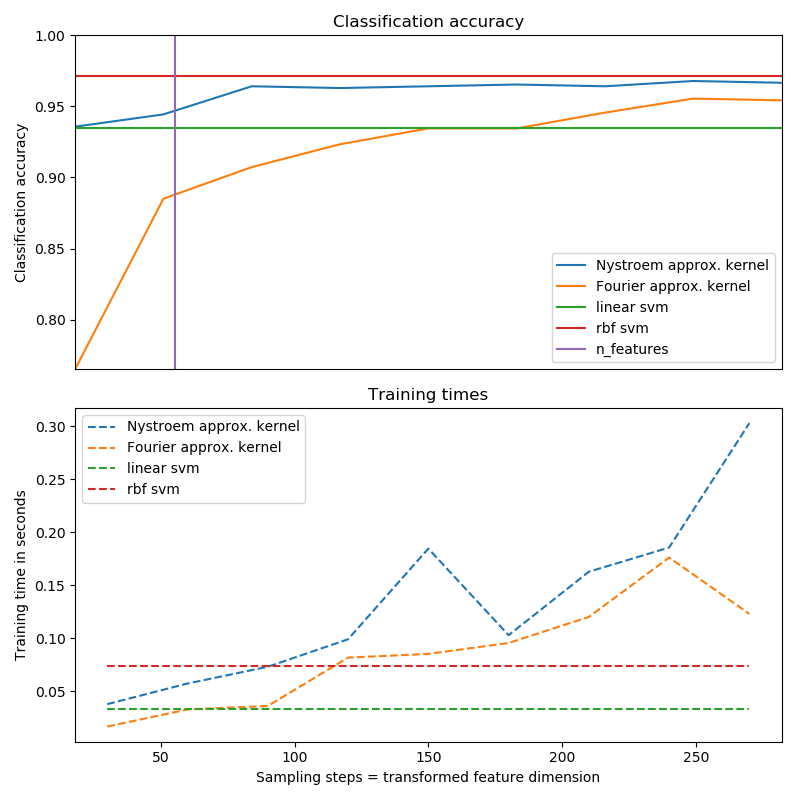 Classification accuracy
1.00
0.95
0.90
0.85
0.80
Classification accuracy
Nystroem approx. kernel
Fourier approx. kernel
linear svm
rbf svm
n_features
Training times
0.30
0.25
0.20
0.15
0.10
0.05
Training time in seconds
Nystroem approx. kernel
Fourier approx. kernel
linear svm
rbf svm
50 100 150 200 250
Sampling steps = transformed feature dimension